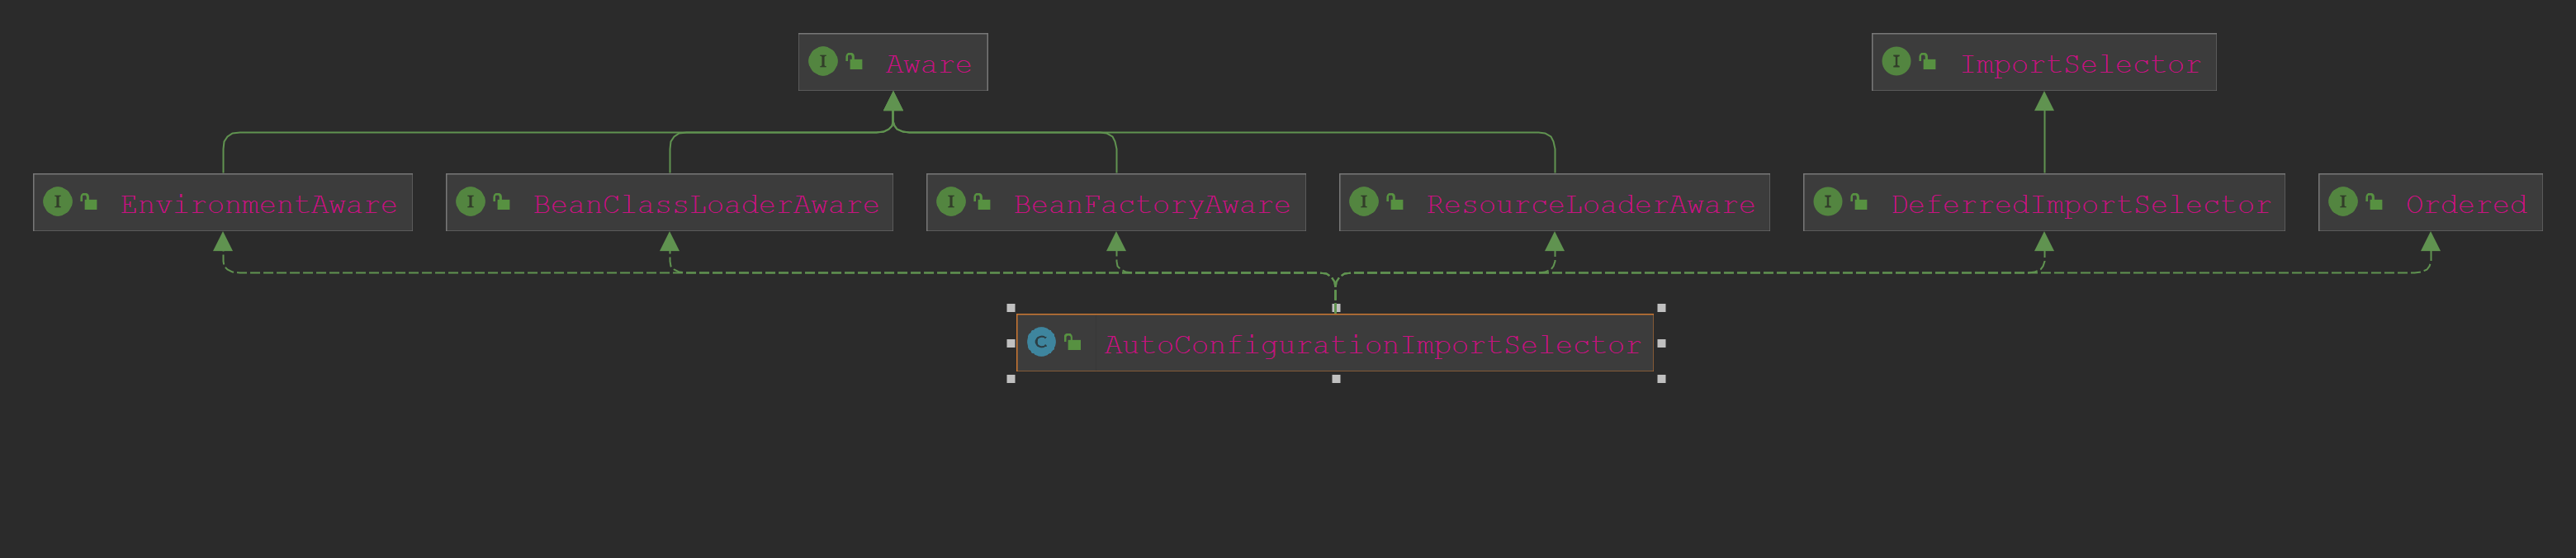 I Aware
I ImportSelector
I EnvironmentAware
I BeanClassLoaderAware
I BeanFactoryAware
I ResourceLoaderAware
I DeferredImportSelector
I Ordered
C AutoConfigurationImportSelector